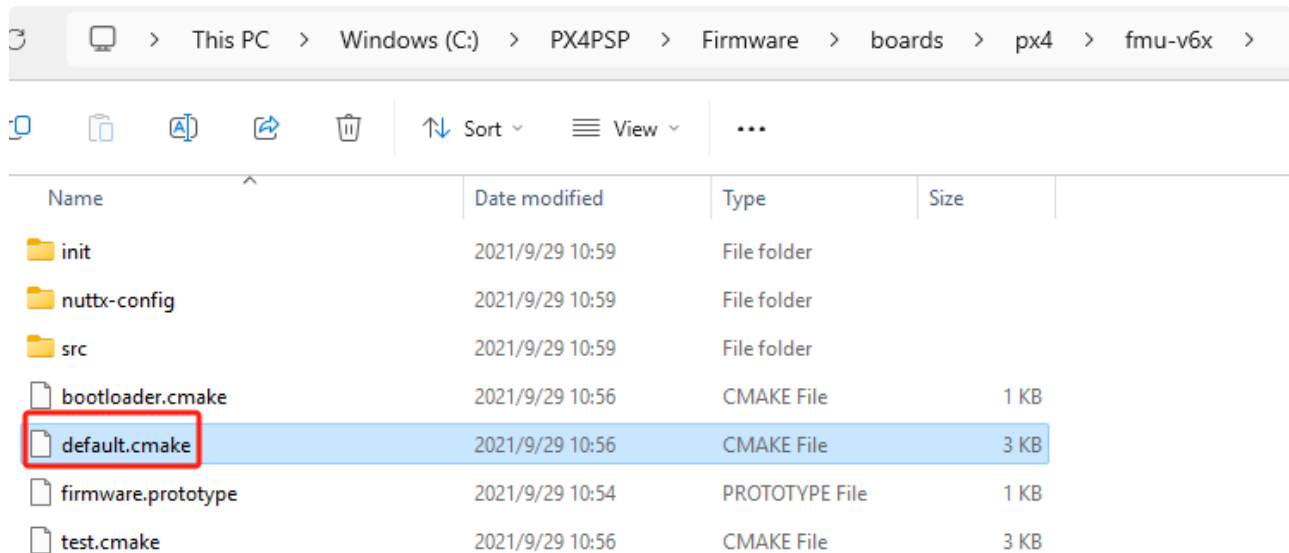 This PC > Windows (C:) > PX4PSP > Firmware > boards > px4 > fmu-v6x >
Sort View ...
Name Date modified Type Size
init 2021/9/29 10:59 File folder
nuttx-config 2021/9/29 10:59 File folder
src 2021/9/29 10:59 File folder
bootloader.cmake 2021/9/29 10:56 CMAKE File 1 KB
default.cmake 2021/9/29 10:56 CMAKE File 3 KB
firmware.prototype 2021/9/29 10:54 PROTOTYPE File 1 KB
test.cmake 2021/9/29 10:56 CMAKE File 3 KB